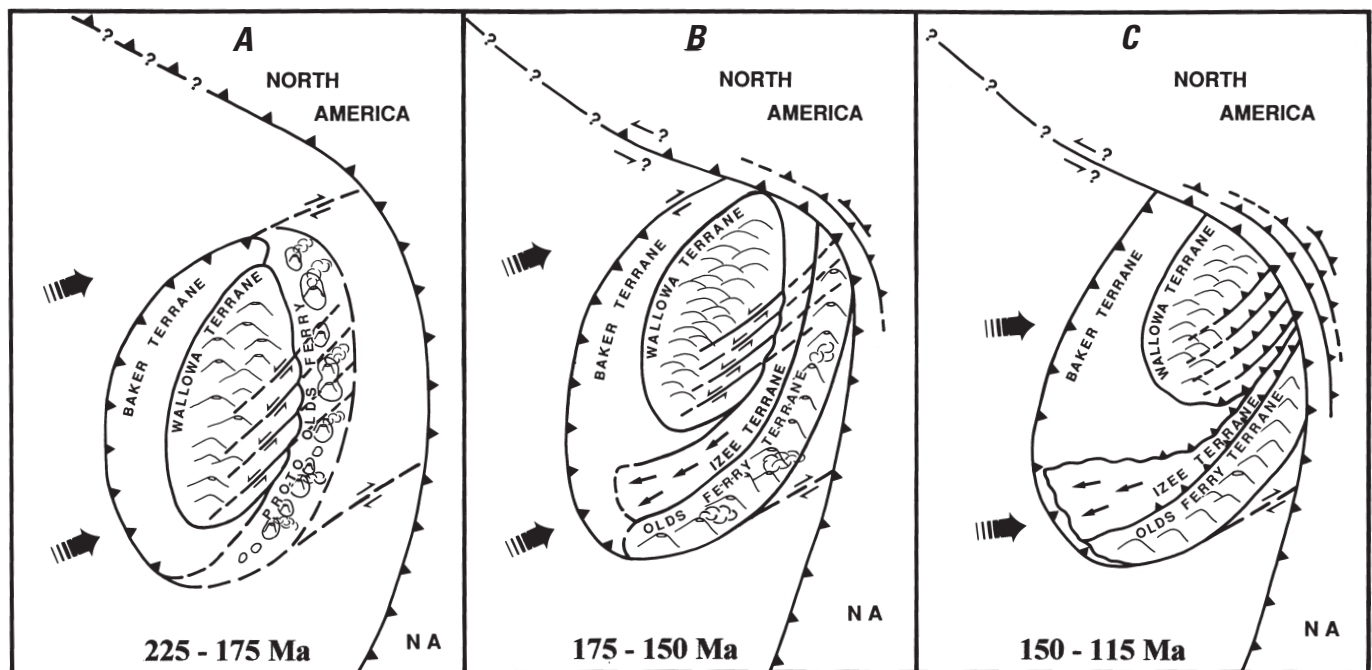 A
?
?
?
NORTH
AMERICA
BAKER TERRANE
WALLOWA TERRANE
PROTO OLDS FERRY
N A
225 - 175 Ma
B
?
?
?
?
?
NORTH
AMERICA
BAKER TERRANE
WALLOWA TERRANE
IZEE TERRANE
OLDS FERRY TERRANE
N A
175 - 150 Ma
C
?
?
?
?
?
NORTH
AMERICA
BAKER TERRANE
WALLOWA TERRANE
IZEE TERRANE
OLDS FERRY TERRANE
N A
150 - 115 Ma